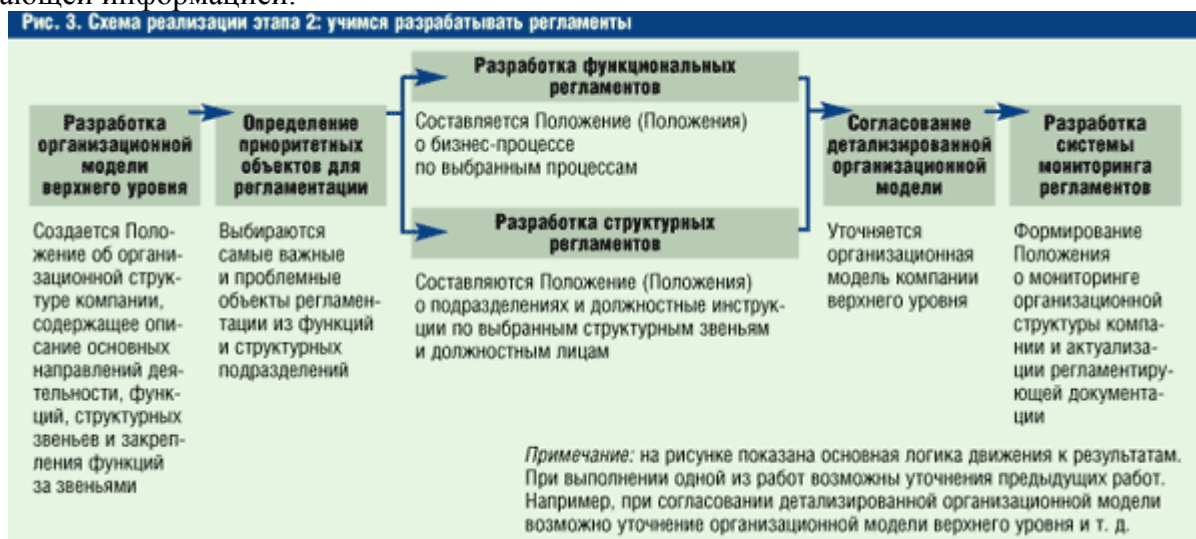 ающей информацией.
Рис. 3. Схема реализации этапа 2: учимся разрабатывать регламенты
Разработка
организационной
модели
верхнего уровня
Создается Поло-
жение об органи-
зационной струк-
туре компании,
содержащее опи-
сание основных
направлений дея-
тельности, функ-
ций, структурных
звеньев и закреп-
ления функций
за звеньями
Определение
приоритетных
объектов для
регламентации
Выбираются
самые важные
и проблемные
объекты регламен-
тации из функций
и структурных
подразделений
Разработка функциональных
регламентов
Составляется Положение (Положения)
о бизнес-процессе
по выбранным процессам
Разработка структурных
регламентов
Составляются Положение (Положения)
о подразделениях и должностные инструк-
ции по выбранным структурным звеньям
и должностным лицам
Согласование
детализированной
организационной
модели
Уточняется
организационная
модель компании
верхнего уровня
Разработка
системы
мониторинга
регламентов
Формирование
Положения
о мониторинге
организационной
структуры компа-
нии и актуализа-
ции регламентиру-
ющей документа-
ции
Примечание: на рисунке показана основная логика движения к результатам.
При выполнении одной из работ возможны уточнения предыдущих работ.
Например, при согласовании детализированной организационной модели
возможно уточнение организационной модели верхнего уровня и т. д.